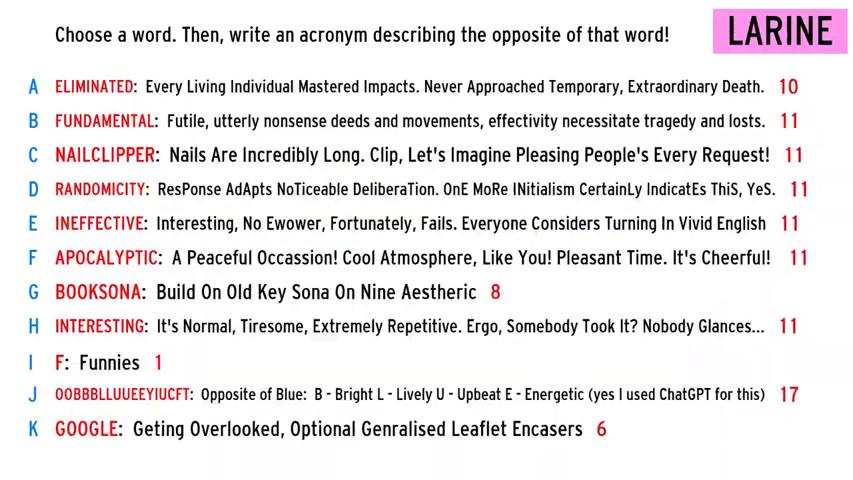 Choose a word. Then, write an acronym describing the opposite of that word!
LARINE
A ELIMINATED: Every Living Individual Mastered Impacts. Never Approached Temporary, Extraordinary Death. 10
B FUNDAMENTAL: Futile, utterly nonsense deeds and movements, effectivity necessitate tragedy and losts. 11
C NAILCLIPPER: Nails Are Incredibly Long. Clip, Let's Imagine Pleasing People's Every Request! 11
D RANDOMICITY: ResPonse AdApts NoTiceable DeliberaTion. OnE MoRe INitialism CertainLy IndicatEs ThiS, YeS. 11
E INEFFECTIVE: Interesting, No Ewower, Fortunately, Fails. Everyone Considers Turning In Vivid English 11
F APOCALYPTIC: A Peaceful Occassion! Cool Atmosphere, Like You! Pleasant Time. It's Cheerful! 11
G BOOKSONA: Build On Old Key Sona On Nine Aestheric 8
H INTERESTING: It's Normal, Tiresome, Extremely Repetitive. Ergo, Somebody Took It? Nobody Glances... 11
I F: Funnies 1
J OOBBBLLUUEEYIUCFT: Opposite of Blue: B - Bright L - Lively U - Upbeat E - Energetic (yes I used ChatGPT for this) 17
K GOOGLE: Geting Overlooked, Optional Genralised Leaflet Encasers 6